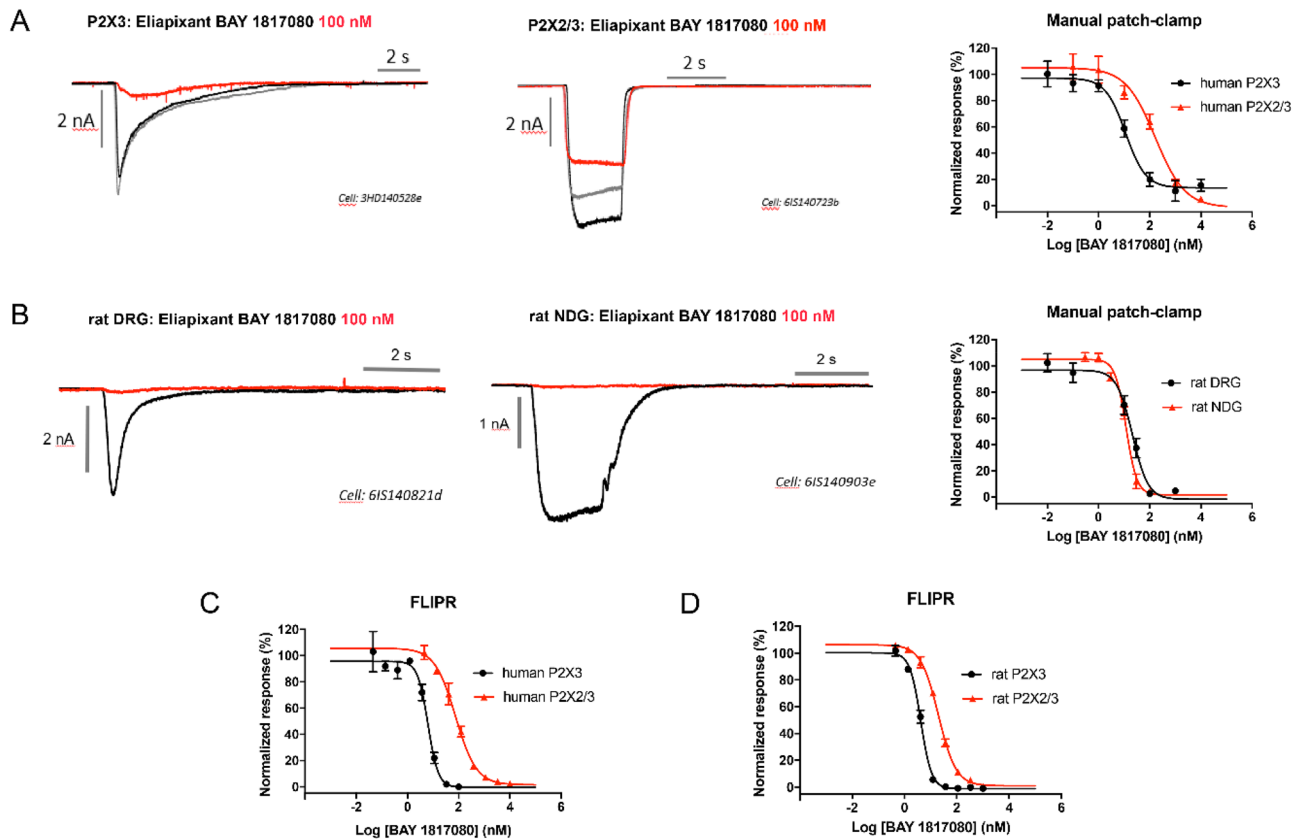 A
P2X3: Eliapixant BAY 1817080 100 nM
2 s
2 nA
Cell: 3HD140528e
P2X2/3: Eliapixant BAY 1817080 100 nM
2 s
2 nA
Cell: 6IS140723b
Manual patch-clamp
Normalized response (%)
120
100
80
60
40
20
0
-2
0
2
4
6
Log [BAY 1817080] (nM)
human P2X3
human P2X2/3
B
rat DRG: Eliapixant BAY 1817080 100 nM
2 s
2 nA
Cell: 6IS140821d
rat NDG: Eliapixant BAY 1817080 100 nM
2 s
1 nA
Cell: 6IS140903e
Manual patch-clamp
Normalized response (%)
120
100
80
60
40
20
0
-2
0
2
4
6
Log [BAY 1817080] (nM)
rat DRG
rat NDG
C
FLIPR
Normalized response (%)
120
100
80
60
40
20
0
-2
0
2
4
6
Log [BAY 1817080] (nM)
human P2X3
human P2X2/3
D
FLIPR
Normalized response (%)
120
100
80
60
40
20
0
-2
0
2
4
6
Log [BAY 1817080] (nM)
rat P2X3
rat P2X2/3